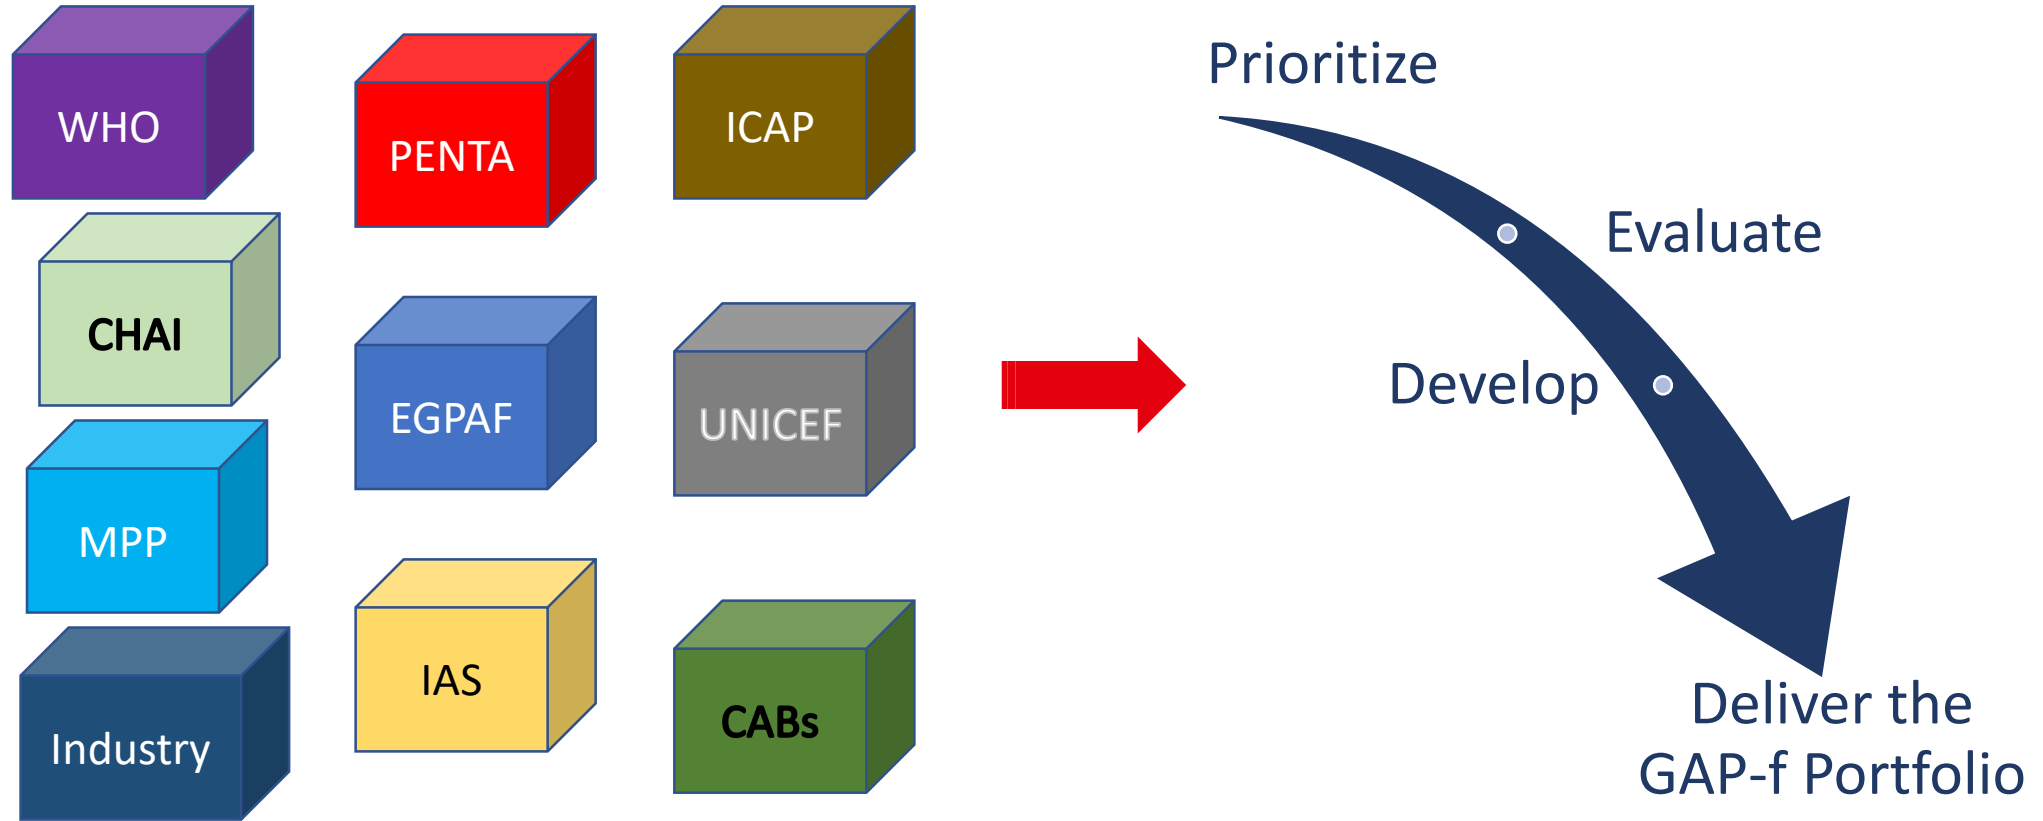 WHO
CHAI
MPP
Industry
PENTA
EGPAF
IAS
ICAP
UNICEF
CABs
Prioritize
Evaluate
Develop
Deliver the
GAP-f Portfolio